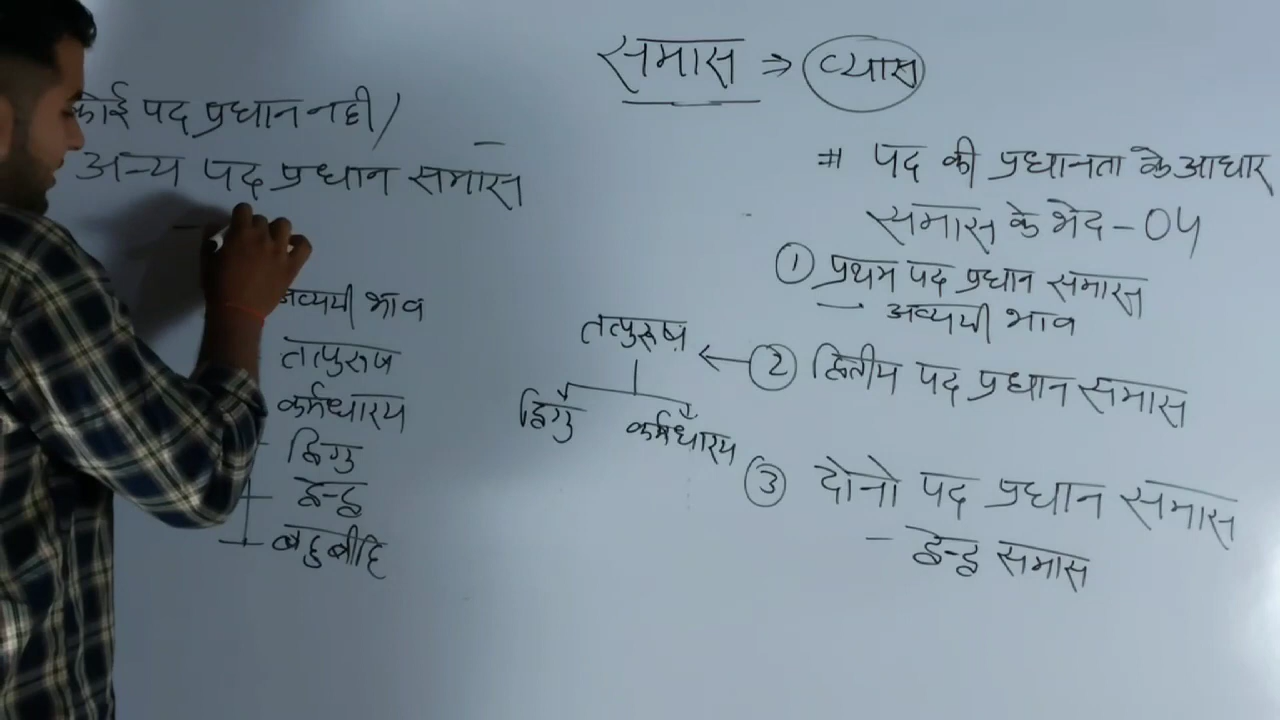 समास ⇒ व्यास
कोई पद प्रधान नही/
अन्य पद प्रधान समास
# पद की प्रधानता के आधार
समास के भेद - 04
① प्रथम पद प्रधान समास
- अव्ययी भाव
② द्वितीय पद प्रधान समास
तत्पुरूष
द्विगु कर्मधारय
③ दोनो पद प्रधान समास
- द्वन्द्व समास
अव्ययी भाव
तत्पुरूष
कर्मधारय
द्विगु
द्वन्द्व
बहुब्रीहि